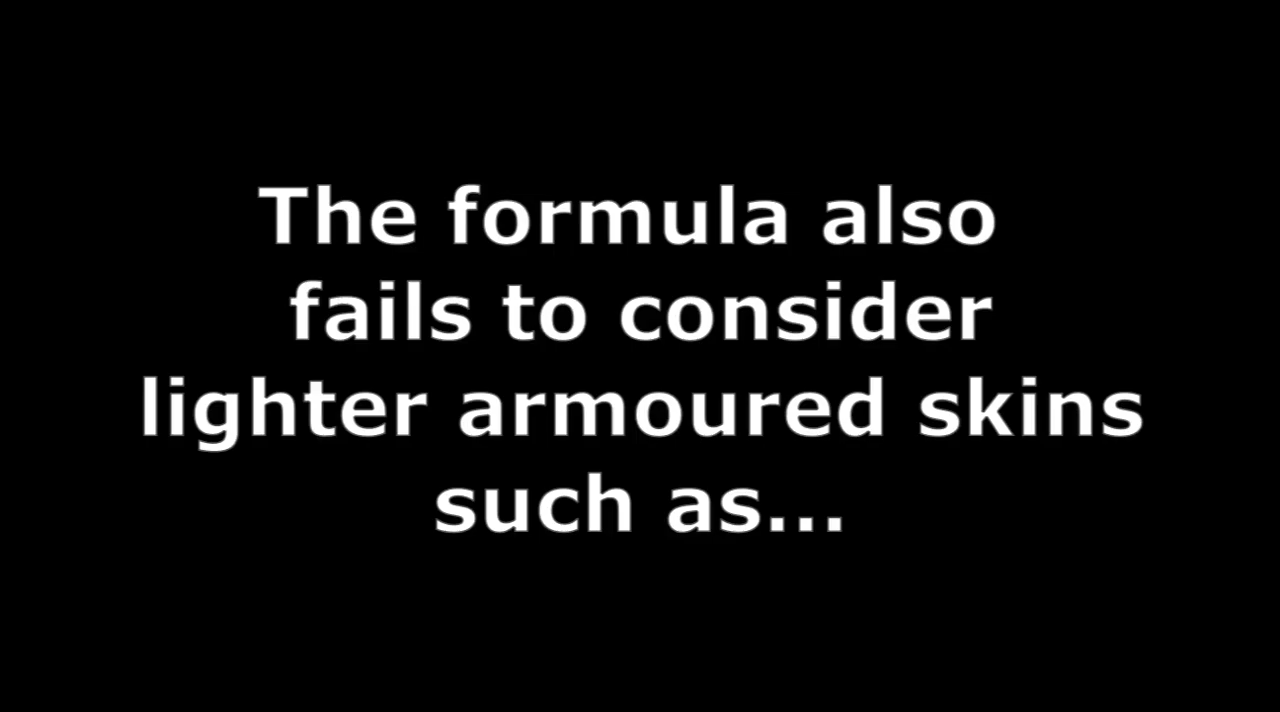 The formula also
fails to consider
lighter armoured skins
such as...